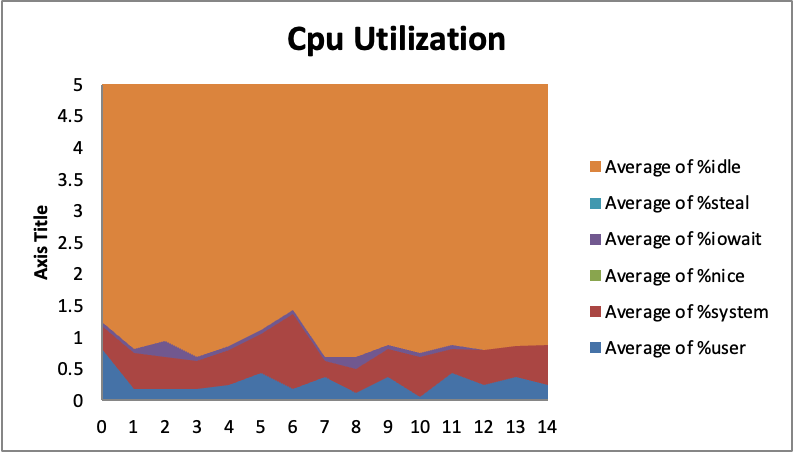 Cpu Utilization
Axis Title
5
4.5
4
3.5
3
2.5
2
1.5
1
0.5
0
0 1 2 3 4 5 6 7 8 9 10 11 12 13 14
Average of %idle
Average of %steal
Average of %iowait
Average of %nice
Average of %system
Average of %user